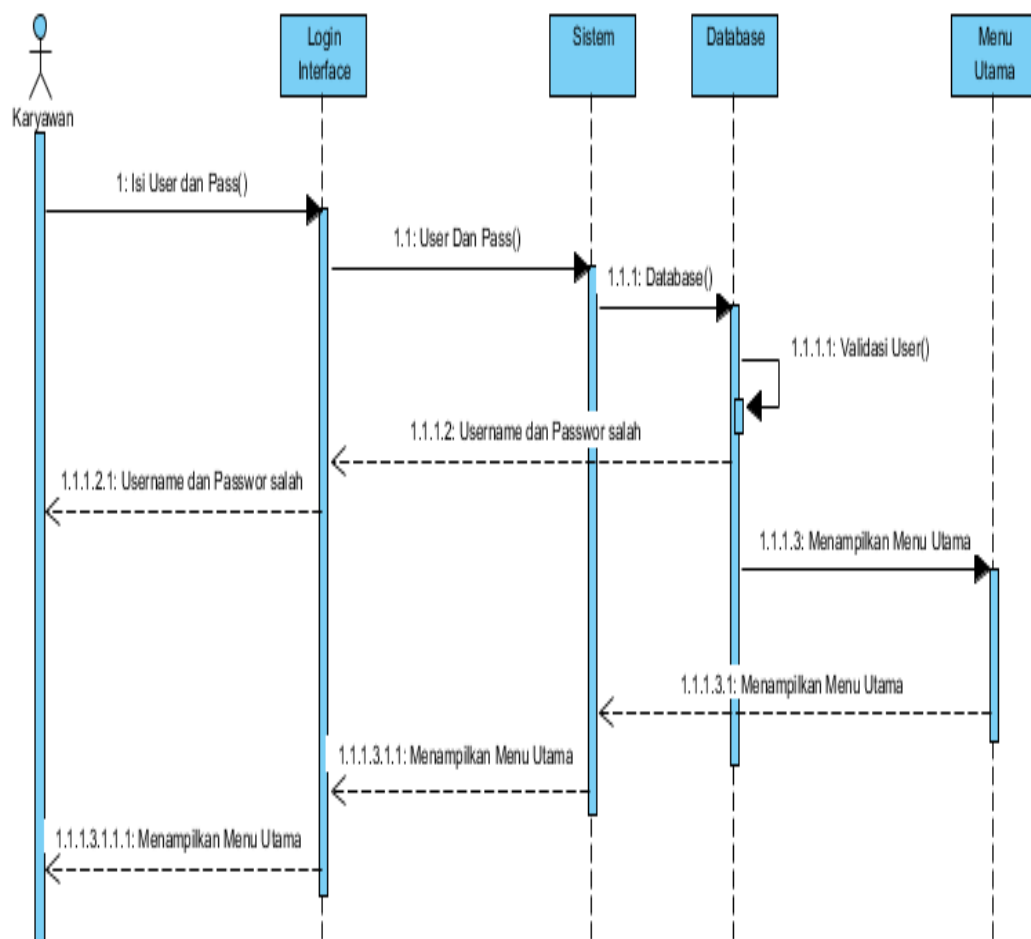 Login
Interface
Sistem
Database
Menu
Utama
Karyawan
1: Isi User dan Pass()
1.1: User Dan Pass()
1.1.1: Database()
1.1.1.1: Validasi User()
1.1.1.2: Username dan Passwor salah
1.1.1.2.1: Username dan Passwor salah
1.1.1.3: Menampilkan Menu Utama
1.1.1.3.1: Menampilkan Menu Utama
1.1.1.3.1.1: Menampilkan Menu Utama
1.1.1.3.1.1.1: Menampilkan Menu Utama